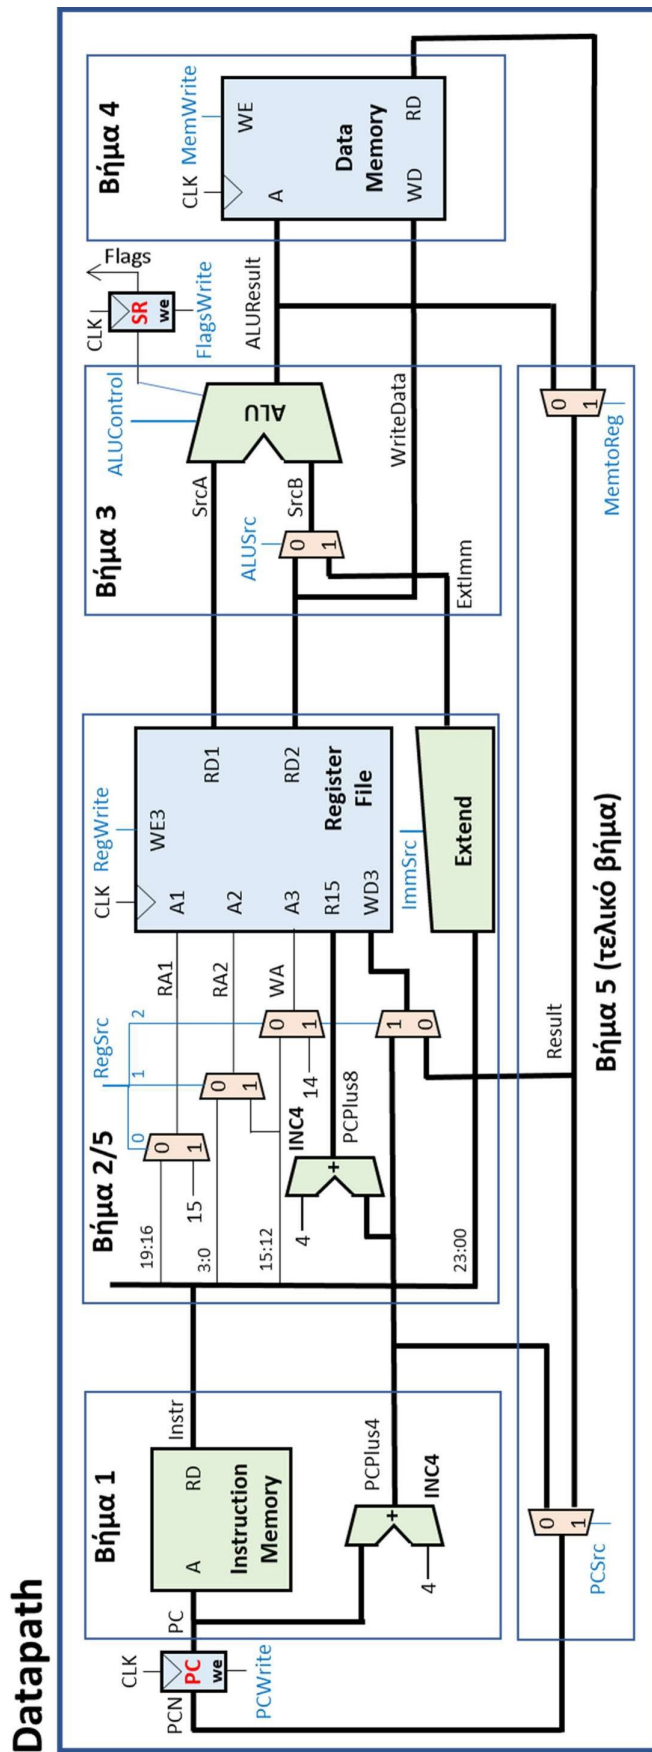 Datapath
Βήμα 1
CLK
PCN
PC
we
PCWrite
PC
A
RD
Instruction
Memory
Instr
4
+
INC4
PCPlus4
Βήμα 2/5
RegSrc
0
1
2
19:16
15
0
1
RA1
3:0
0
1
RA2
15:12
14
0
1
WA
INC4
4
+
PCPlus8
1
0
23:00
CLK
RegWrite
WE3
A1
A2
A3
R15
WD3
RD1
RD2
Register
File
ImmSrc
Extend
Βήμα 3
ALUControl
SrcA
ALUSrc
0
1
SrcB
ALU
WriteData
ExtImm
CLK
SR
we
Flags
FlagsWrite
ALUResult
Βήμα 4
CLK
MemWrite
WE
A
Data
Memory
WD
RD
PCSrc
0
1
Result
Βήμα 5 (τελικό βήμα)
0
1
MemtoReg